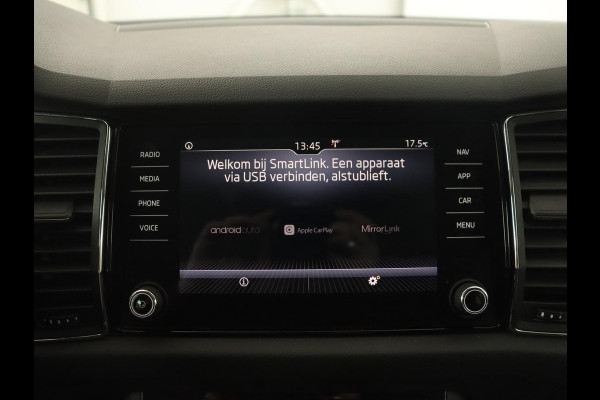 13:45
17.5°C
Welkom bij SmartLink. Een apparaat
via USB verbinden, alstublieft.
androidauto
Apple CarPlay
MirrorLink
RADIO
MEDIA
PHONE
VOICE
NAV
APP
CAR
MENU